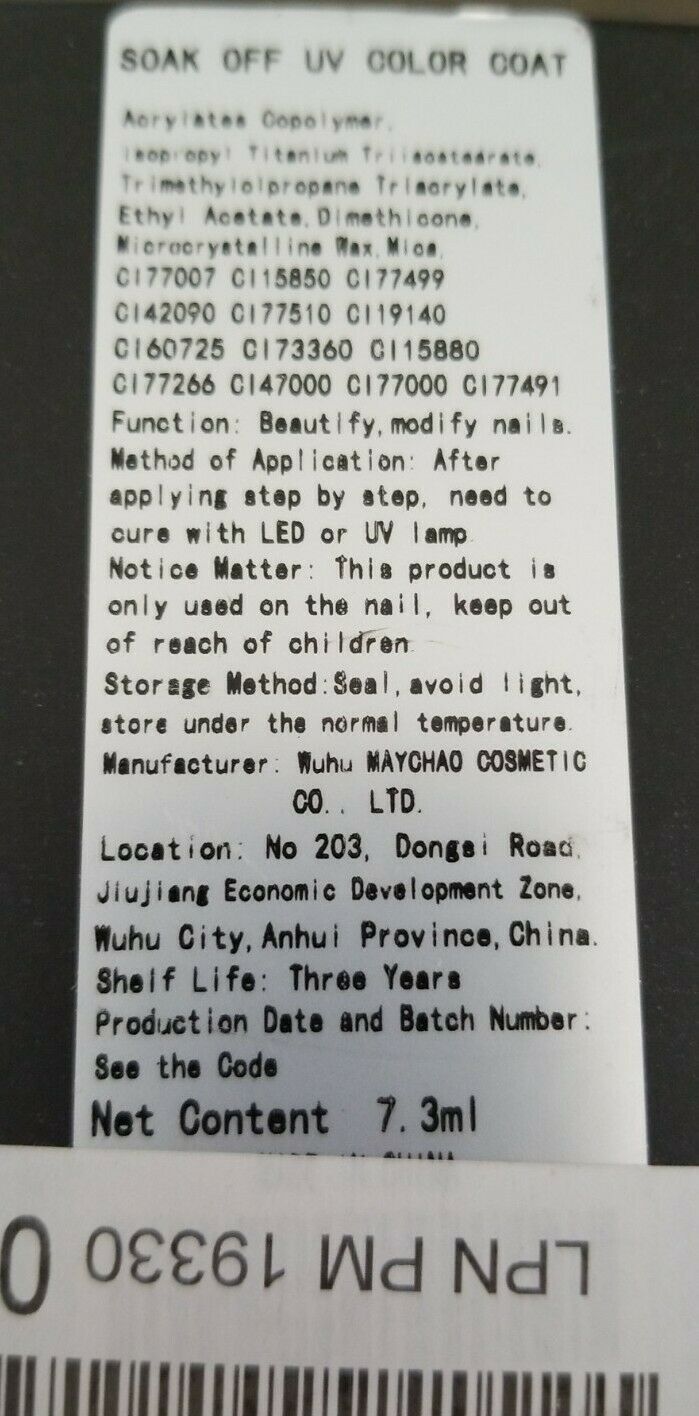 SOAK OFF UV COLOR COAT
Acrylates Copolymer,
Isopropyl Titanium Triisostearate,
Trimethylolpropane Triacrylate,
Ethyl Acetate, Dimethicone,
Microcrystalline Wax, Mica,
CI77007 CI15850 CI77499
CI42090 CI77510 CI19140
CI60725 CI73360 CI15880
CI77266 CI47000 CI77000 CI77491
Function: Beautify, modify nails.
Method of Application: After
applying step by step, need to
cure with LED or UV lamp
Notice Matter: This product is
only used on the nail, keep out
of reach of children
Storage Method:Seal, avoid light,
store under the normal temperature.
Manufacturer: Wuhu MAYCHAO COSMETIC
CO., LTD.
Location: No 203, Dongsi Road,
Jiujiang Economic Development Zone,
Wuhu City, Anhui Province, China.
Shelf Life: Three Years
Production Date and Batch Number:
See the Code
Net Content 7.3ml
LPN PM 19330 0